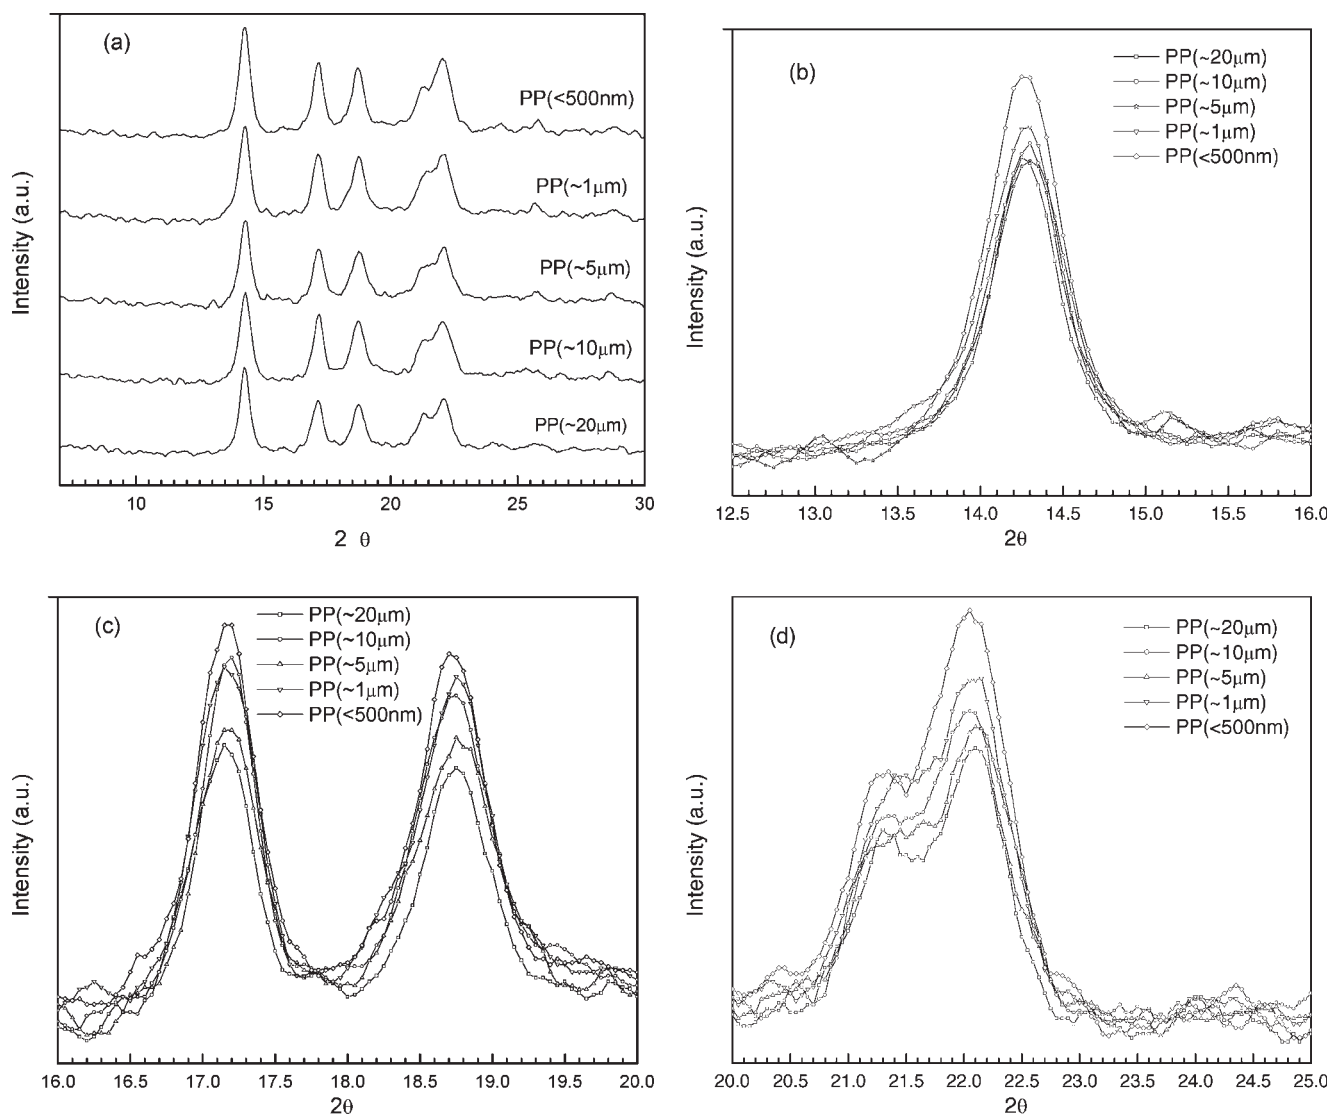 (a)
PP(<500nm)
PP(~1μm)
PP(~5μm)
PP(~10μm)
PP(~20μm)
Intensity (a.u.)
10 15 20 25 30
2 θ
(b)
PP(~20μm)
PP(~10μm)
PP(~5μm)
PP(~1μm)
PP(<500nm)
Intensity (a.u.)
12.5 13.0 13.5 14.0 14.5 15.0 15.5 16.0
2θ
(c)
PP(~20μm)
PP(~10μm)
PP(~5μm)
PP(~1μm)
PP(<500nm)
Intensity (a.u.)
16.0 16.5 17.0 17.5 18.0 18.5 19.0 19.5 20.0
2θ
(d)
PP(~20μm)
PP(~10μm)
PP(~5μm)
PP(~1μm)
PP(<500nm)
Intensity (a.u.)
20.0 20.5 21.0 21.5 22.0 22.5 23.0 23.5 24.0 24.5 25.0
2θ